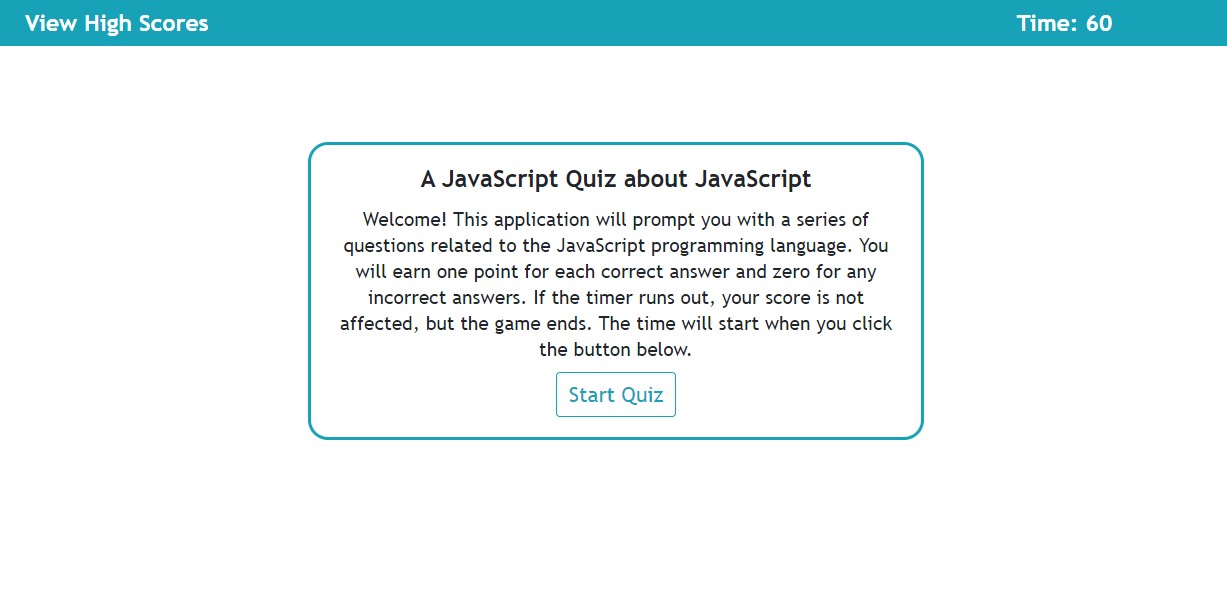 View High Scores
Time: 60
A JavaScript Quiz about JavaScript
Welcome! This application will prompt you with a series of
questions related to the JavaScript programming language. You
will earn one point for each correct answer and zero for any
incorrect answers. If the timer runs out, your score is not
affected, but the game ends. The time will start when you click
the button below.
Start Quiz